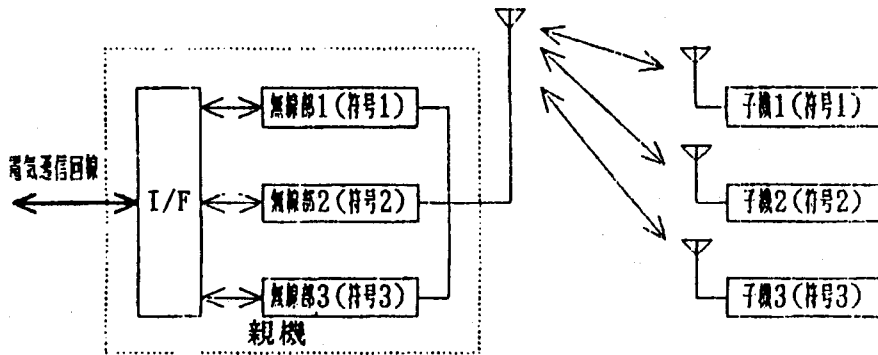 無線部1(符号1)
子機1(符号1)
電気通信回線
I/F
無線部2(符号2)
子機2(符号2)
無線部3(符号3)
子機3(符号3)
親機